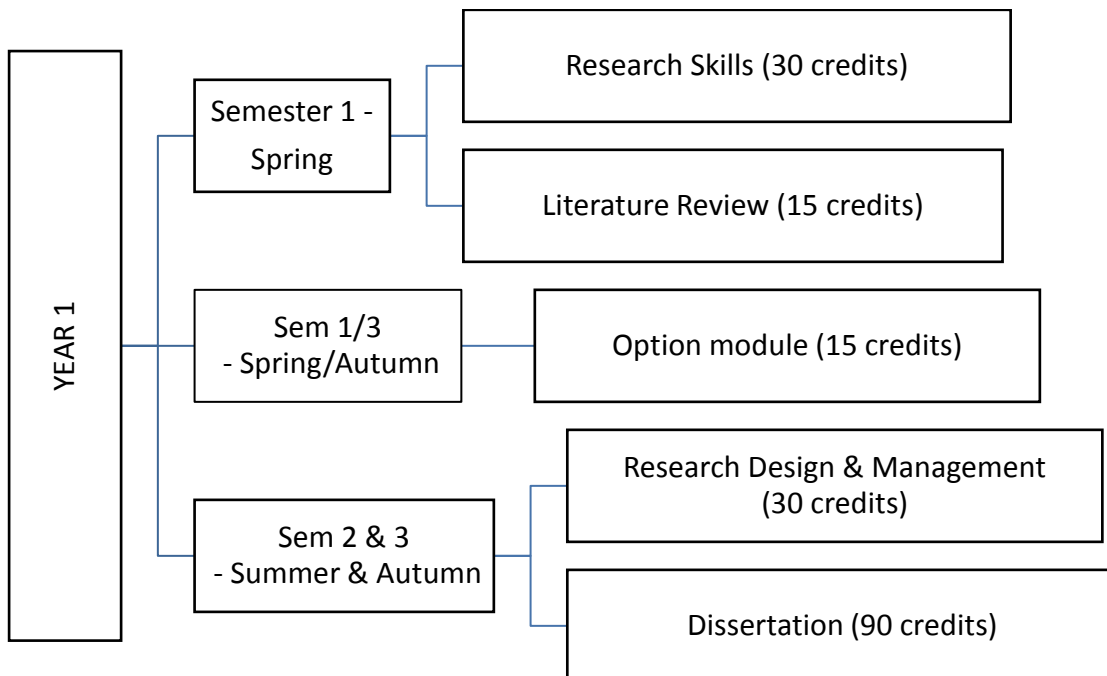 YEAR 1
Semester 1 -
Spring
Research Skills (30 credits)
Literature Review (15 credits)
Sem 1/3
- Spring/Autumn
Option module (15 credits)
Sem 2 & 3
- Summer & Autumn
Research Design & Management
(30 credits)
Dissertation (90 credits)